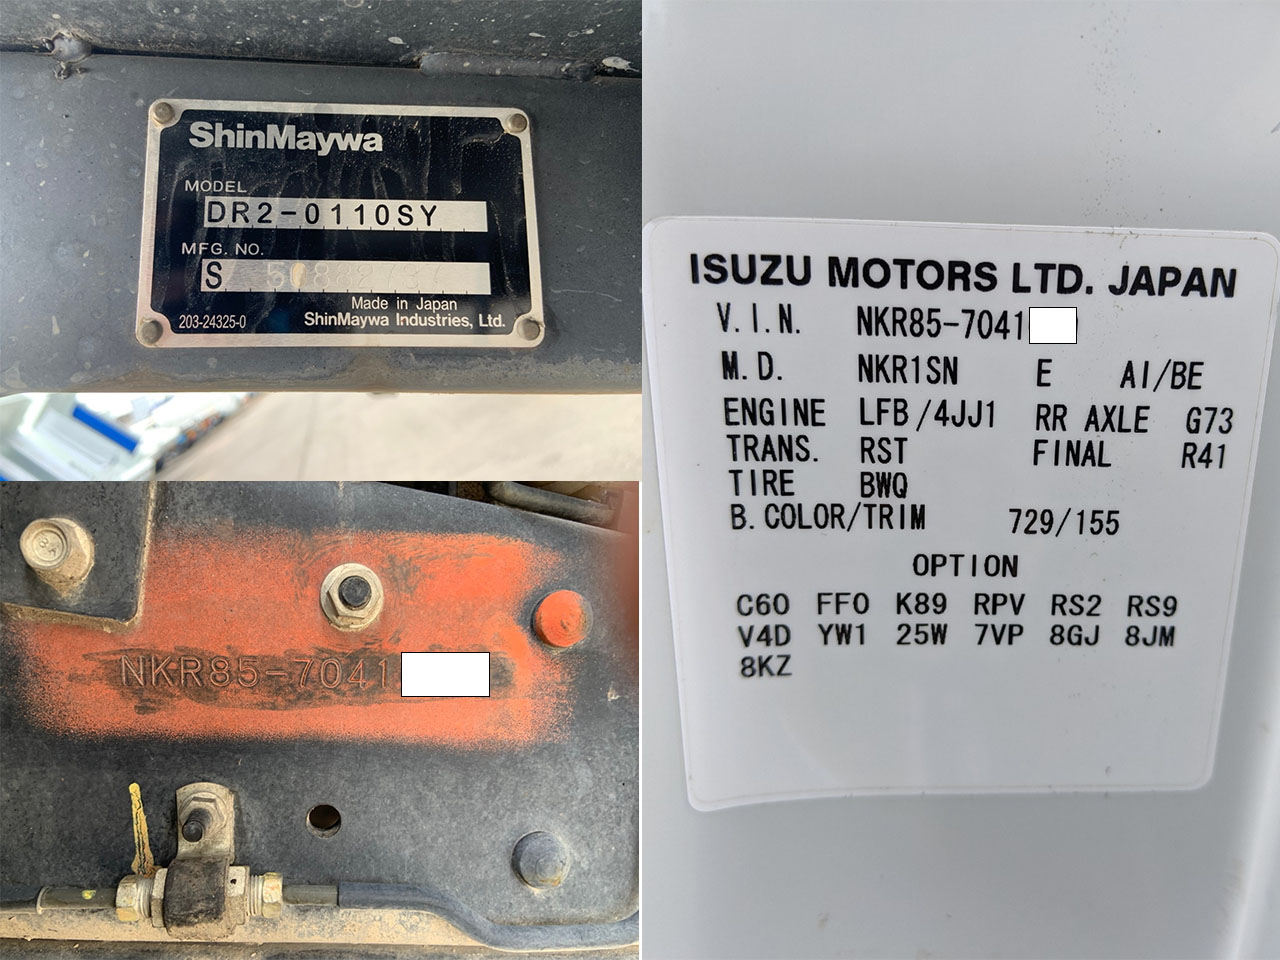 ShinMaywa
MODEL
DR2-0110SY
MFG. NO.
S
Made in Japan
203-24325-0 ShinMaywa Industries, Ltd.
NKR85-7041
ISUZU MOTORS LTD. JAPAN
V.I.N. NKR85-7041
M.D. NKR1SN E AI/BE
ENGINE LFB/4JJ1 RR AXLE G73
TRANS. RST FINAL R41
TIRE BWQ
B.COLOR/TRIM 729/155
OPTION
C60 FF0 K89 RPV RS2 RS9
V4D YW1 25W 7VP 8GJ 8JM
8KZ